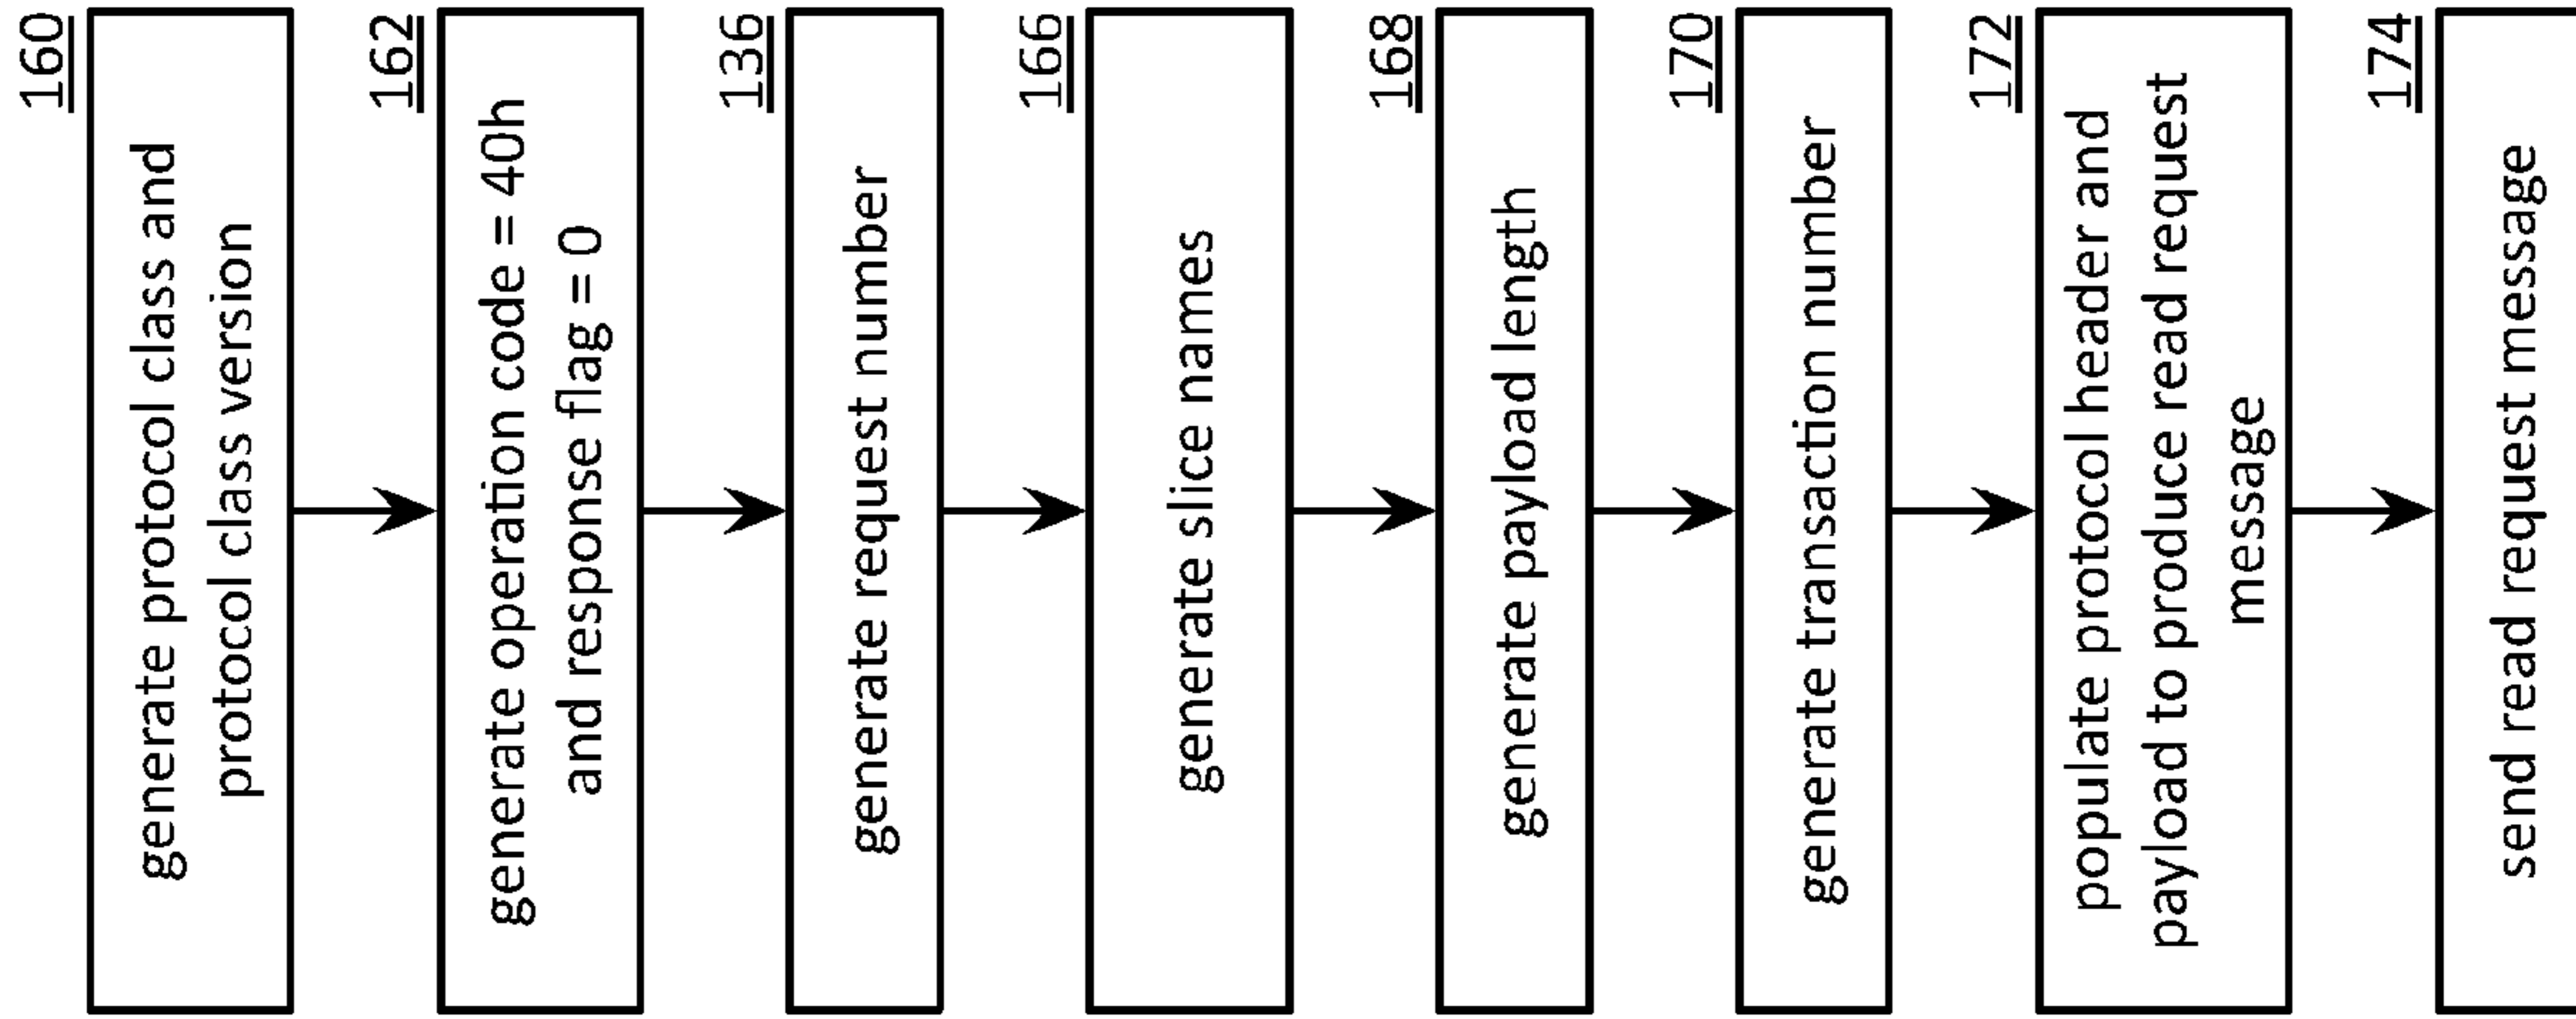 160
generate protocol class and
protocol class version
162
generate operation code = 40h
and response flag = 0
136
generate request number
166
generate slice names
168
generate payload length
170
generate transaction number
172
populate protocol header and
payload to produce read request
message
174
send read request message